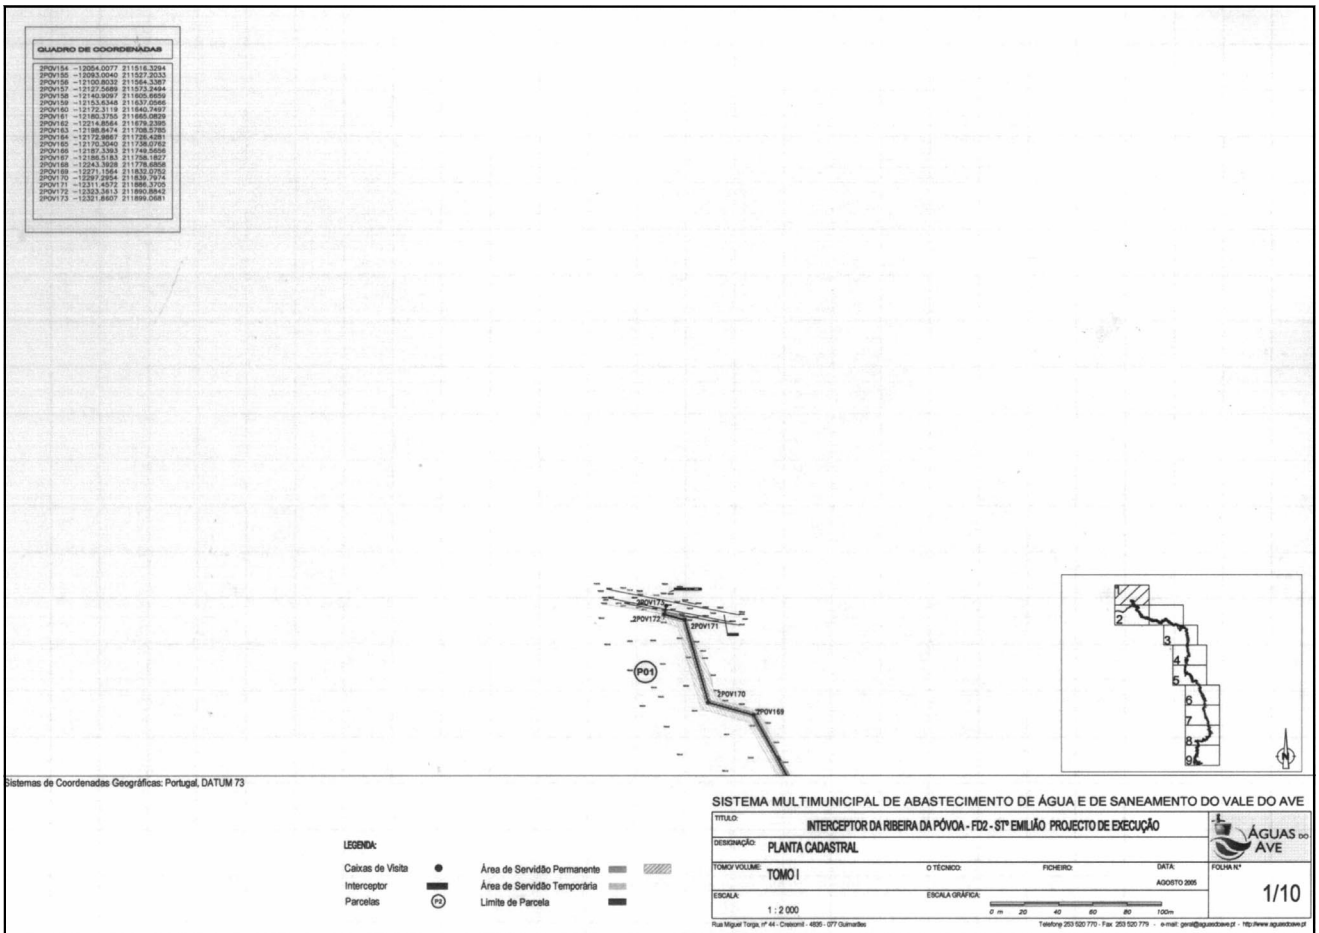 QUADRO DE COORDENADAS
2POV154 -12054.0077 211516.3294
2POV155 -12093.0040 211527.2033
2POV156 -12100.8032 211564.3387
2POV157 -12127.5689 211573.2494
2POV158 -12140.9097 211605.8659
2POV159 -12153.6348 211637.0566
2POV160 -12172.3119 211640.7497
2POV161 -12180.3755 211665.0829
2POV162 -12214.8564 211679.2395
2POV163 -12198.8474 211708.5785
2POV164 -12172.9867 211726.4281
2POV165 -12170.3040 211738.0762
2POV166 -12187.3393 211749.5656
2POV167 -12186.5183 211758.1827
2POV168 -12243.3928 211778.6858
2POV169 -12271.1564 211832.0752
2POV170 -12297.2954 211839.7974
2POV171 -12311.4572 211886.3705
2POV172 -12323.3613 211890.8842
2POV173 -12321.8607 211899.0681
2POV173
2POV172
2POV171
P01
2POV170
2POV169
1
2
3
4
5
6
7
8
9
N
Sistemas de Coordenadas Geográficas: Portugal, DATUM 73
LEGENDA:
Caixas de Visita
Interceptor
Parcelas P2
Área de Servidão Permanente
Área de Servidão Temporária
Limite de Parcela
SISTEMA MULTIMUNICIPAL DE ABASTECIMENTO DE ÁGUA E DE SANEAMENTO DO VALE DO AVE
TITULO: INTERCEPTOR DA RIBEIRA DA PÓVOA - FD2 - STº EMILIÃO PROJECTO DE EXECUÇÃO
DESIGNAÇÃO: PLANTA CADASTRAL
ÁGUAS DO AVE
TOMO/ VOLUME: TOMO I
O TÉCNICO:
FICHEIRO:
DATA: AGOSTO 2005
FOLHA Nº 1/10
ESCALA: 1 : 2 000
ESCALA GRÁFICA:
0 m 20 40 60 80 100m
Rua Miguel Torga, nº 44 - Creixomil - 4835 - 077 Guimarães
Telefone 253 520 770 - Fax 253 520 779 - e-mail: geral@aguasdoave.pt - http://www.aguasdoave.pt